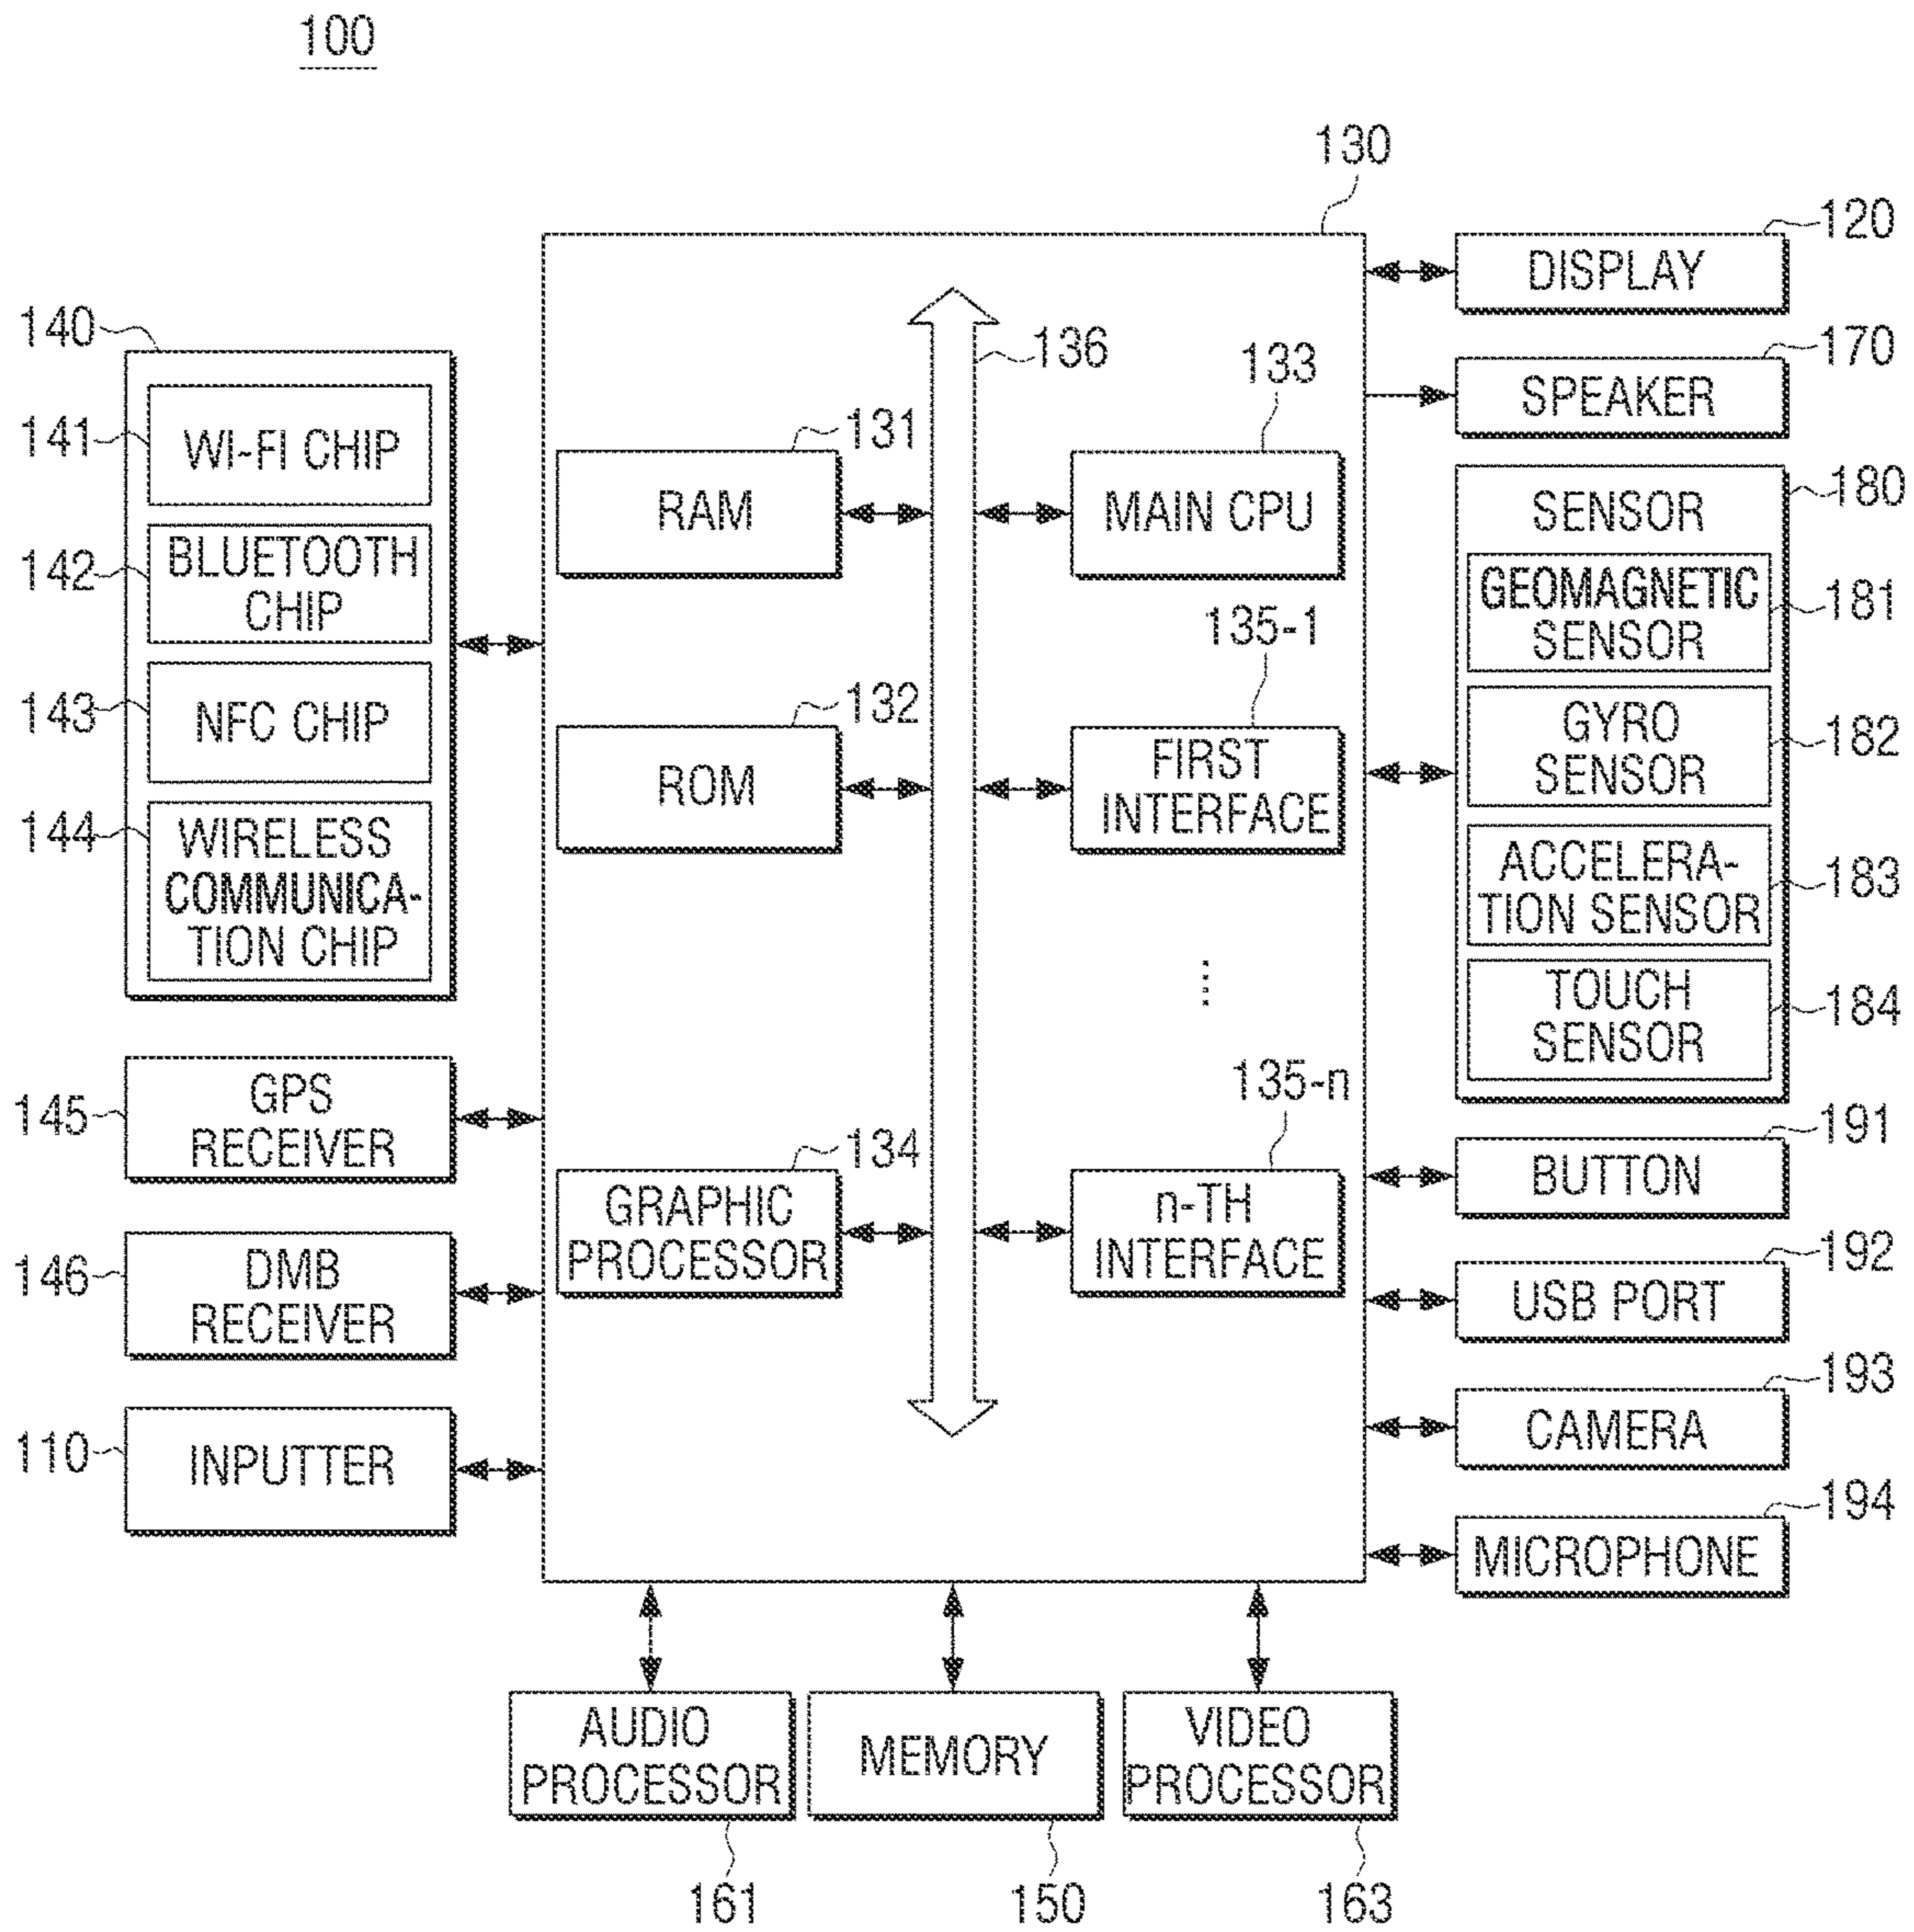 100
130
120
DISPLAY
170
SPEAKER
140
141
WI-FI CHIP
142
BLUETOOTH
CHIP
143
NFC CHIP
144
WIRELESS
COMMUNICA-
TION CHIP
136
131
RAM
133
MAIN CPU
132
ROM
135-1
FIRST
INTERFACE
134
GRAPHIC
PROCESSOR
135-n
n-TH
INTERFACE
180
SENSOR
181
GEOMAGNETIC
SENSOR
182
GYRO
SENSOR
183
ACCELERA-
TION SENSOR
184
TOUCH
SENSOR
145
GPS
RECEIVER
146
DMB
RECEIVER
110
INPUTTER
191
BUTTON
192
USB PORT
193
CAMERA
194
MICROPHONE
AUDIO
PROCESSOR
161
MEMORY
150
VIDEO
PROCESSOR
163